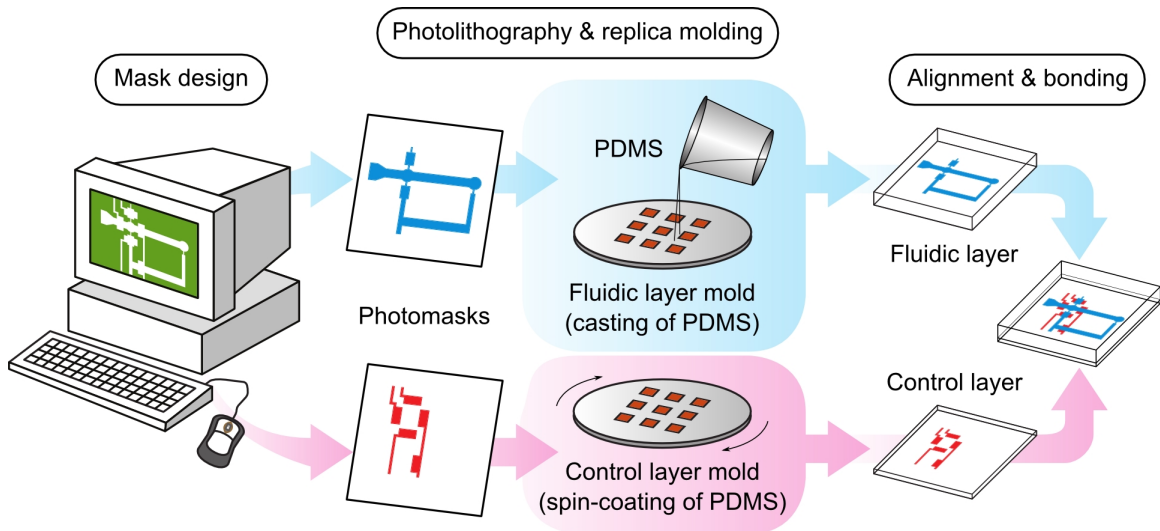 Photolithography & replica molding
Mask design
Alignment & bonding
PDMS
Fluidic layer
Fluidic layer mold
(casting of PDMS)
Photomasks
Control layer
Control layer mold
(spin-coating of PDMS)